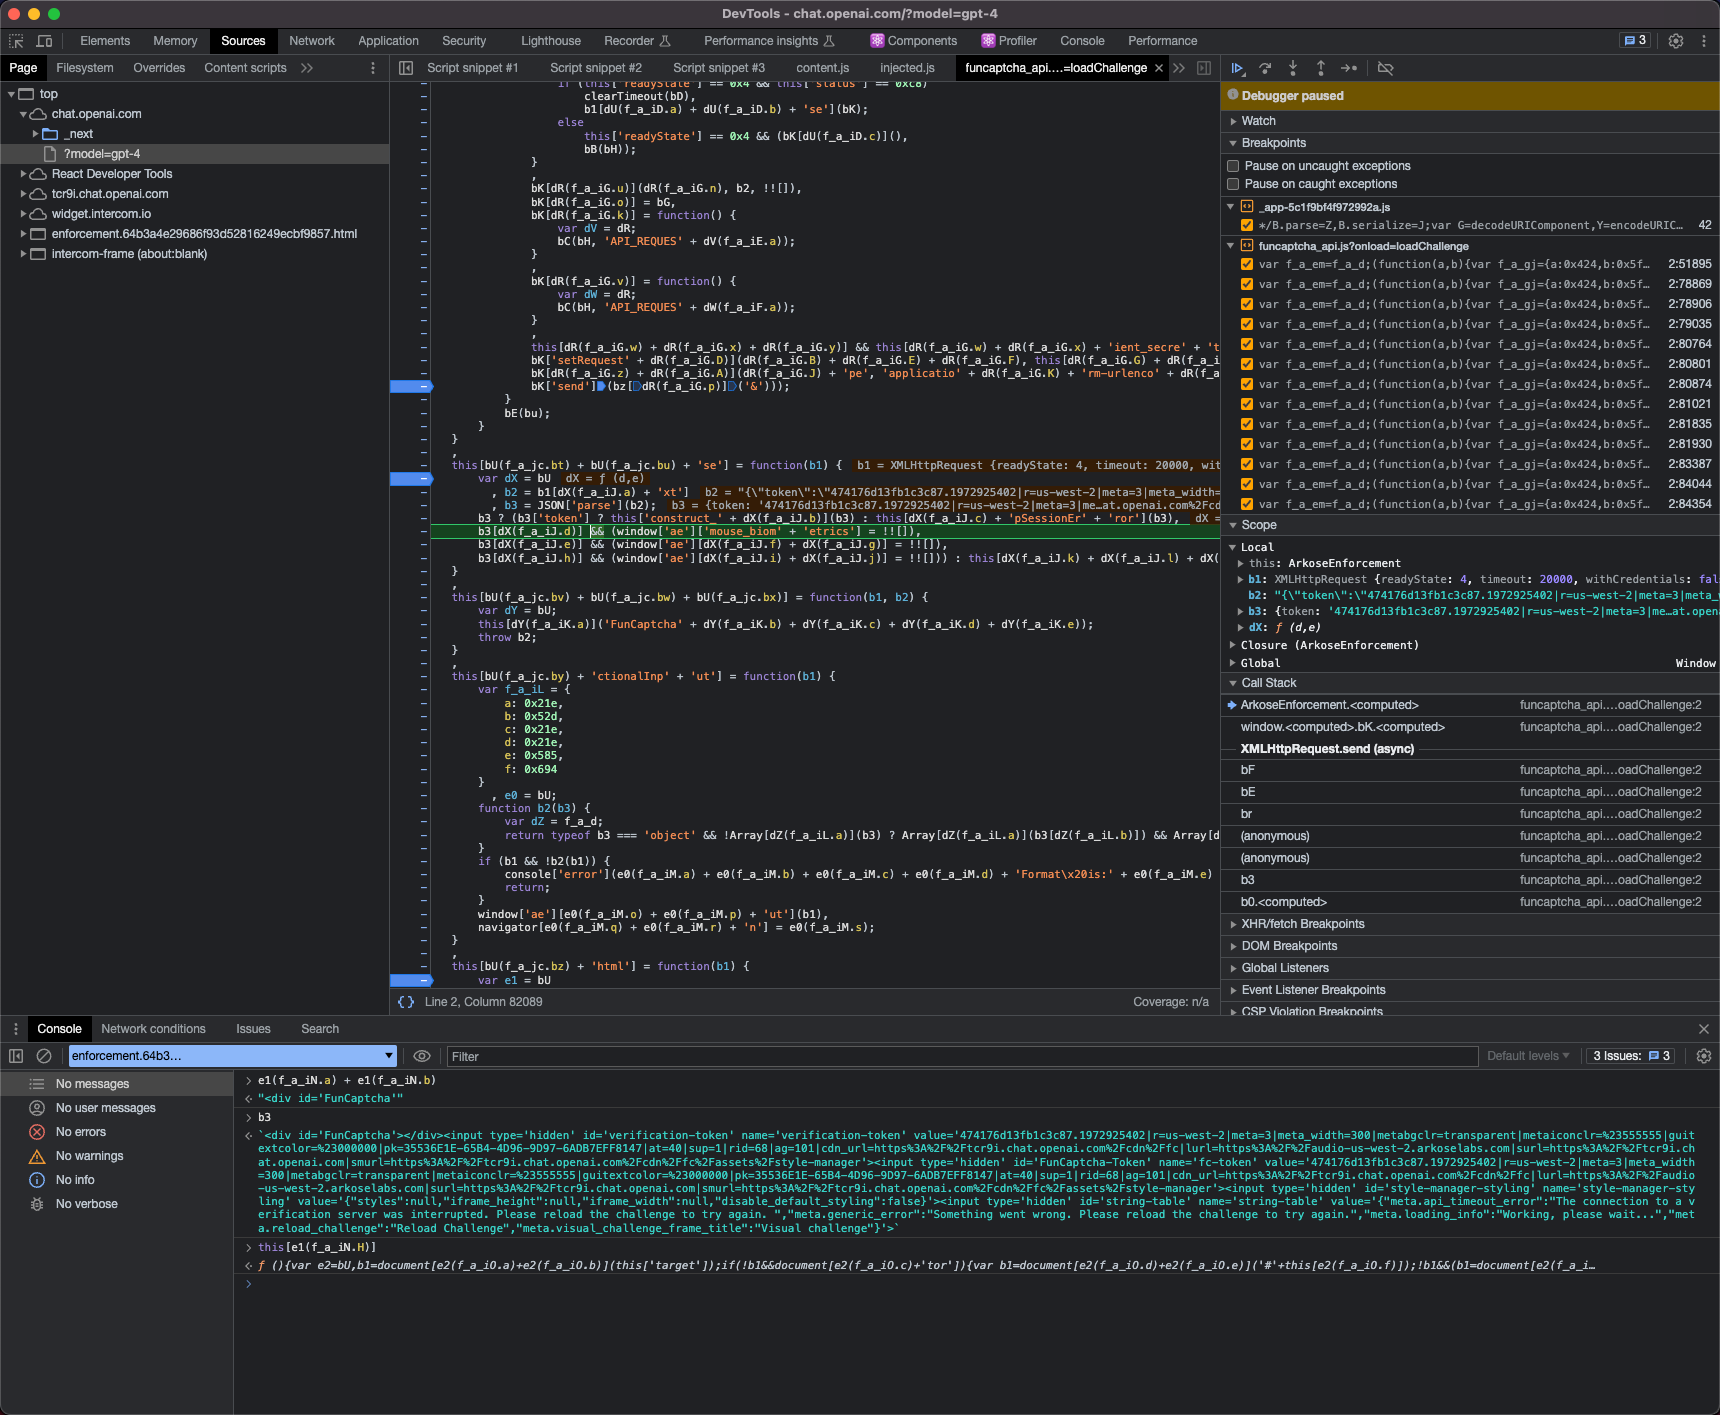 DevTools - chat.openai.com/?model=gpt-4
Elements Memory Sources Network Application Security Lighthouse Recorder Performance insights Components Profiler Console Performance 3
Page Filesystem Overrides Content scripts
Script snippet #1 Script snippet #2 Script snippet #3 content.js injected.js funcaptcha_api....=loadChallenge
top
chat.openai.com
_next
?model=gpt-4
React Developer Tools
tcr9i.chat.openai.com
widget.intercom.io
enforcement.64b3a4e29686f93d52816249ecbf9857.html
intercom-frame (about:blank)
if (this['readyState'] == 0x4 && this['status'] == 0xc8)
clearTimeout(bD),
b1[dU(f_a_iD.a) + dU(f_a_iD.b) + 'se'](bK);
else
this['readyState'] == 0x4 && (bK[dU(f_a_iD.c)](),
bB(bH));
}
,
bK[dR(f_a_iG.u)](dR(f_a_iG.n), b2, !![]),
bK[dR(f_a_iG.o)] = bG,
bK[dR(f_a_iG.k)] = function() {
var dV = dR;
bC(bH, 'API_REQUES' + dV(f_a_iE.a));
}
,
bK[dR(f_a_iG.v)] = function() {
var dW = dR;
bC(bH, 'API_REQUES' + dW(f_a_iF.a));
}
,
this[dR(f_a_iG.w) + dR(f_a_iG.x) + dR(f_a_iG.y)] && this[dR(f_a_iG.w) + dR(f_a_iG.x) + 'ient_secre' + 't
bK['setRequest' + dR(f_a_iG.D)](dR(f_a_iG.B) + dR(f_a_iG.E) + dR(f_a_iG.F), this[dR(f_a_iG.G) + dR(f_a_i
bK[dR(f_a_iG.z) + dR(f_a_iG.A)](dR(f_a_iG.J) + 'pe', 'applicatio' + dR(f_a_iG.K) + 'rm-urlenco' + dR(f_a
bK['send'](bz[dR(f_a_iG.p)]('&')));
}
bE(bu);
}
}
,
this[bU(f_a_jc.bt) + bU(f_a_jc.bu) + 'se'] = function(b1) { b1 = XMLHttpRequest {readyState: 4, timeout: 20000, wit
var dX = bU dX = ƒ (d,e)
, b2 = b1[dX(f_a_iJ.a) + 'xt'] b2 = "{\"token\":\"474176d13fb1c3c87.1972925402|r=us-west-2|meta=3|meta_width=
, b3 = JSON['parse'](b2); b3 = {token: '474176d13fb1c3c87.1972925402|r=us-west-2|meta=3|me…at.openai.com%2Fcd
b3 ? (b3['token'] ? this['construct_' + dX(f_a_iJ.b)](b3) : this[dX(f_a_iJ.c) + 'pSessionEr' + 'ror'](b3), dX =
b3[dX(f_a_iJ.d)] && (window['ae']['mouse_biom' + 'etrics'] = !![]),
b3[dX(f_a_iJ.e)] && (window['ae'][dX(f_a_iJ.f) + dX(f_a_iJ.g)] = !![]),
b3[dX(f_a_iJ.h)] && (window['ae'][dX(f_a_iJ.i) + dX(f_a_iJ.j)] = !![])) : this[dX(f_a_iJ.k) + dX(f_a_iJ.l) + dX(
}
,
this[bU(f_a_jc.bv) + bU(f_a_jc.bw) + bU(f_a_jc.bx)] = function(b1, b2) {
var dY = bU;
this[dY(f_a_iK.a)]('FunCaptcha' + dY(f_a_iK.b) + dY(f_a_iK.c) + dY(f_a_iK.d) + dY(f_a_iK.e));
throw b2;
}
,
this[bU(f_a_jc.by) + 'ctionalInp' + 'ut'] = function(b1) {
var f_a_iL = {
a: 0x21e,
b: 0x52d,
c: 0x21e,
d: 0x21e,
e: 0x585,
f: 0x694
}
, e0 = bU;
function b2(b3) {
var dZ = f_a_d;
return typeof b3 === 'object' && !Array[dZ(f_a_iL.a)](b3) ? Array[dZ(f_a_iL.a)](b3[dZ(f_a_iL.b)]) && Array[d
}
if (b1 && !b2(b1)) {
console['error'](e0(f_a_iM.a) + e0(f_a_iM.b) + e0(f_a_iM.c) + e0(f_a_iM.d) + 'Format\x20is:' + e0(f_a_iM.e)
return;
}
window['ae'][e0(f_a_iM.o) + e0(f_a_iM.p) + 'ut'](b1),
navigator[e0(f_a_iM.q) + e0(f_a_iM.r) + 'n'] = e0(f_a_iM.s);
}
,
this[bU(f_a_jc.bz) + 'html'] = function(b1) {
var e1 = bU
{} Line 2, Column 82089 Coverage: n/a
Debugger paused
Watch
Breakpoints
Pause on uncaught exceptions
Pause on caught exceptions
_app-5c1f9bf4f972992a.js
*/B.parse=Z,B.serialize=J;var G=decodeURIComponent,Y=encodeURIC… 42
funcaptcha_api.js?onload=loadChallenge
var f_a_em=f_a_d;(function(a,b){var f_a_gj={a:0x424,b:0x5f… 2:51895
var f_a_em=f_a_d;(function(a,b){var f_a_gj={a:0x424,b:0x5f… 2:78869
var f_a_em=f_a_d;(function(a,b){var f_a_gj={a:0x424,b:0x5f… 2:78906
var f_a_em=f_a_d;(function(a,b){var f_a_gj={a:0x424,b:0x5f… 2:79035
var f_a_em=f_a_d;(function(a,b){var f_a_gj={a:0x424,b:0x5f… 2:80764
var f_a_em=f_a_d;(function(a,b){var f_a_gj={a:0x424,b:0x5f… 2:80801
var f_a_em=f_a_d;(function(a,b){var f_a_gj={a:0x424,b:0x5f… 2:80874
var f_a_em=f_a_d;(function(a,b){var f_a_gj={a:0x424,b:0x5f… 2:81021
var f_a_em=f_a_d;(function(a,b){var f_a_gj={a:0x424,b:0x5f… 2:81835
var f_a_em=f_a_d;(function(a,b){var f_a_gj={a:0x424,b:0x5f… 2:81930
var f_a_em=f_a_d;(function(a,b){var f_a_gj={a:0x424,b:0x5f… 2:83387
var f_a_em=f_a_d;(function(a,b){var f_a_gj={a:0x424,b:0x5f… 2:84044
var f_a_em=f_a_d;(function(a,b){var f_a_gj={a:0x424,b:0x5f… 2:84354
Scope
Local
this: ArkoseEnforcement
b1: XMLHttpRequest {readyState: 4, timeout: 20000, withCredentials: fal
b2: "{\"token\":\"474176d13fb1c3c87.1972925402|r=us-west-2|meta=3|meta_w
b3: {token: '474176d13fb1c3c87.1972925402|r=us-west-2|meta=3|me…at.opena
dX: ƒ (d,e)
Closure (ArkoseEnforcement)
Global Window
Call Stack
ArkoseEnforcement.<computed> funcaptcha_api.…oadChallenge:2
window.<computed>.bK.<computed> funcaptcha_api.…oadChallenge:2
XMLHttpRequest.send (async)
bF funcaptcha_api.…oadChallenge:2
bE funcaptcha_api.…oadChallenge:2
br funcaptcha_api.…oadChallenge:2
(anonymous) funcaptcha_api.…oadChallenge:2
(anonymous) funcaptcha_api.…oadChallenge:2
b3 funcaptcha_api.…oadChallenge:2
b0.<computed> funcaptcha_api.…oadChallenge:2
XHR/fetch Breakpoints
DOM Breakpoints
Global Listeners
Event Listener Breakpoints
CSP Violation Breakpoints
Console Network conditions Issues Search
enforcement.64b3... Filter Default levels 3 Issues: 3
No messages
No user messages
No errors
No warnings
No info
No verbose
e1(f_a_iN.a) + e1(f_a_iN.b)
"<div id='FunCaptcha'"
b3
`<div id='FunCaptcha'></div><input type='hidden' id='verification-token' name='verification-token' value='474176d13fb1c3c87.1972925402|r=us-west-2|meta=3|meta_width=300|metabgclr=transparent|metaiconclr=%23555555|gui
textcolor=%23000000|pk=35536E1E-65B4-4D96-9D97-6ADB7EFF8147|at=40|sup=1|rid=68|ag=101|cdn_url=https%3A%2F%2Ftcr9i.chat.openai.com%2Fcdn%2Ffc|lurl=https%3A%2F%2Faudio-us-west-2.arkoselabs.com|surl=https%3A%2F%2Ftcr9i.ch
at.openai.com|smurl=https%3A%2F%2Ftcr9i.chat.openai.com%2Fcdn%2Ffc%2Fassets%2Fstyle-manager'><input type='hidden' id='FunCaptcha-Token' name='fc-token' value='474176d13fb1c3c87.1972925402|r=us-west-2|meta=3|meta_width
=300|metabgclr=transparent|metaiconclr=%23555555|guitextcolor=%23000000|pk=35536E1E-65B4-4D96-9D97-6ADB7EFF8147|at=40|sup=1|rid=68|ag=101|cdn_url=https%3A%2F%2Ftcr9i.chat.openai.com%2Fcdn%2Ffc|lurl=https%3A%2F%2Faudio
-us-west-2.arkoselabs.com|surl=https%3A%2F%2Ftcr9i.chat.openai.com|smurl=https%3A%2F%2Ftcr9i.chat.openai.com%2Fcdn%2Ffc%2Fassets%2Fstyle-manager'><input type='hidden' id='style-manager-styling' name='style-manager-sty
ling' value='{"styles":null,"iframe_height":null,"iframe_width":null,"disable_default_styling":false}'><input type='hidden' id='string-table' name='string-table' value='{"meta.api_timeout_error":"The connection to a v
erification server was interrupted. Please reload the challenge to try again. ","meta.generic_error":"Something went wrong. Please reload the challenge to try again.","meta.loading_info":"Working, please wait...","met
a.reload_challenge":"Reload Challenge","meta.visual_challenge_frame_title":"Visual challenge"}'>`
this[e1(f_a_iN.H)]
ƒ (){var e2=bU,b1=document[e2(f_a_iO.a)+e2(f_a_iO.b)](this['target']);if(!b1&&document[e2(f_a_iO.c)+'tor']){var b1=document[e2(f_a_iO.d)+e2(f_a_iO.e)]('#'+this[e2(f_a_iO.f)]);!b1&&(b1=document[e2(f_a_i…